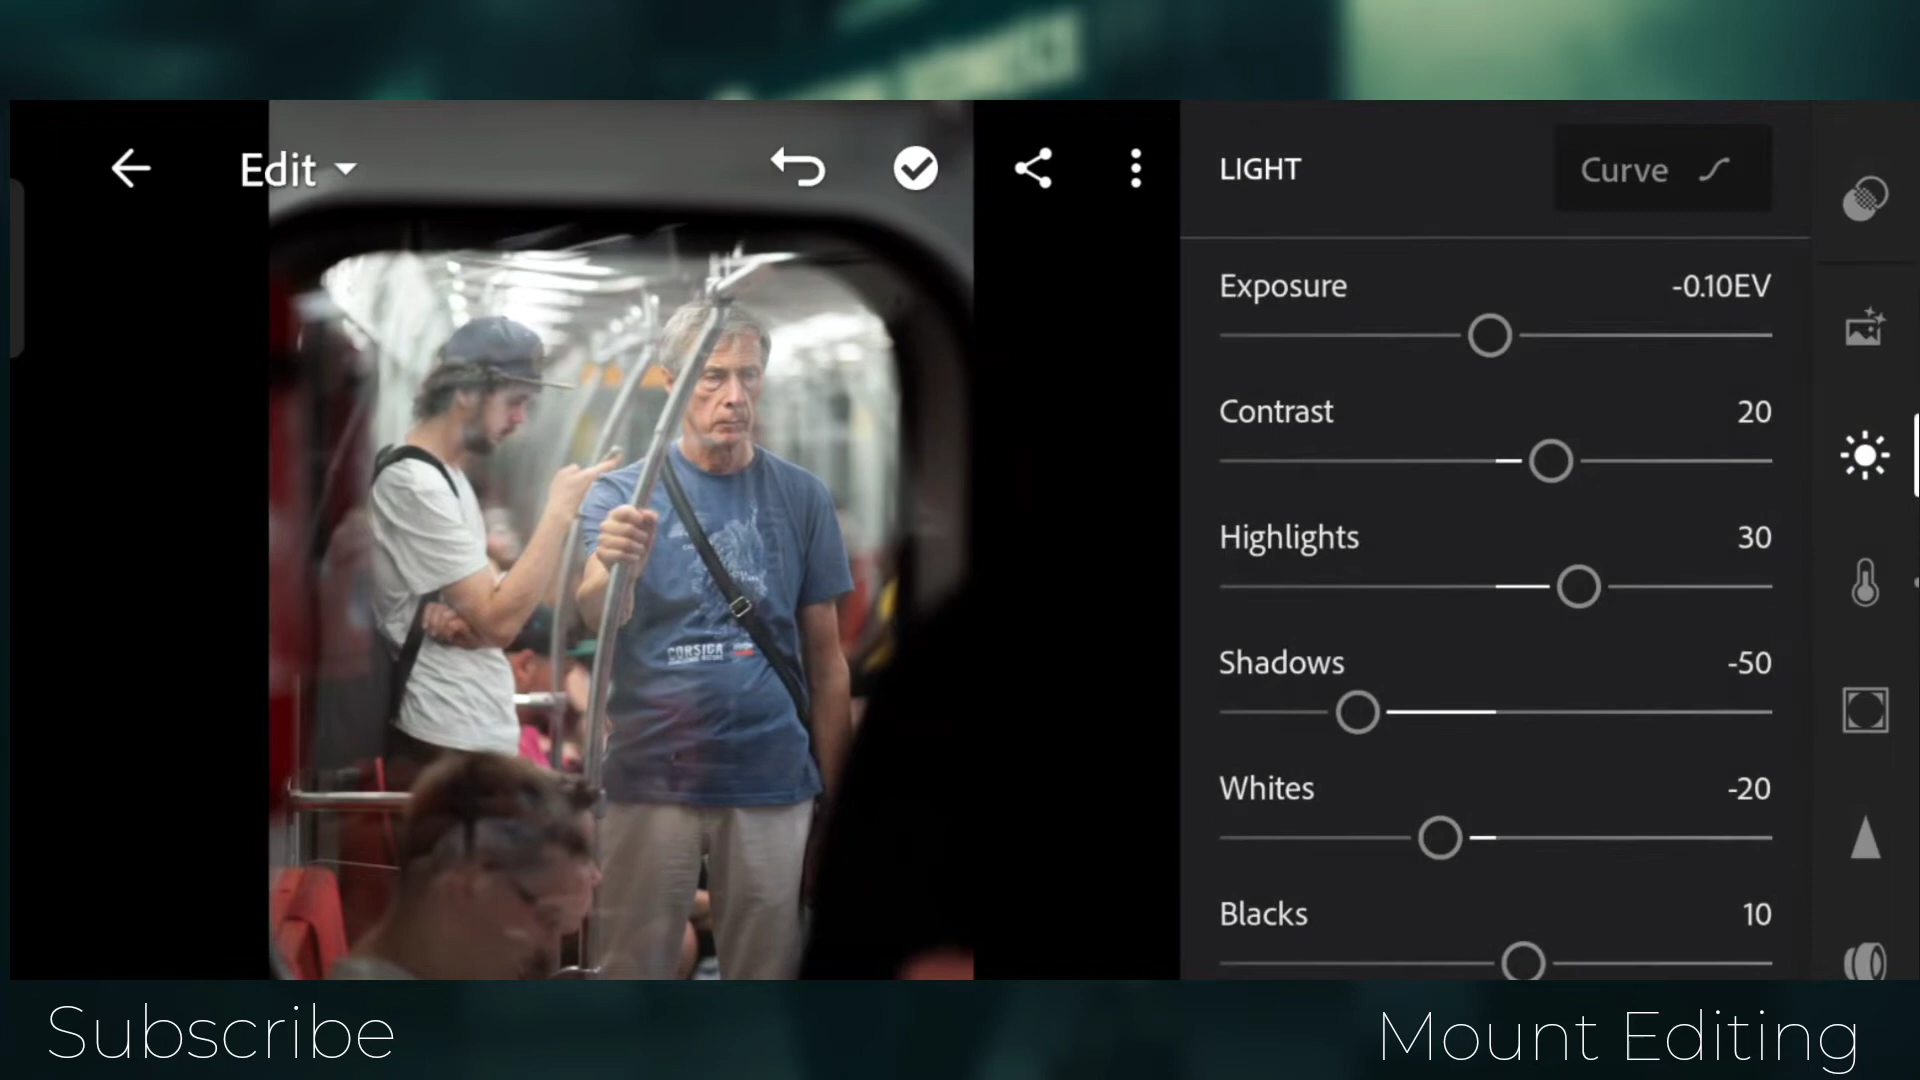 Edit
LIGHT
Curve
Exposure -0.10EV
Contrast 20
Highlights 30
Shadows -50
Whites -20
Blacks 10
CORSICA
Subscribe
Mount Editing